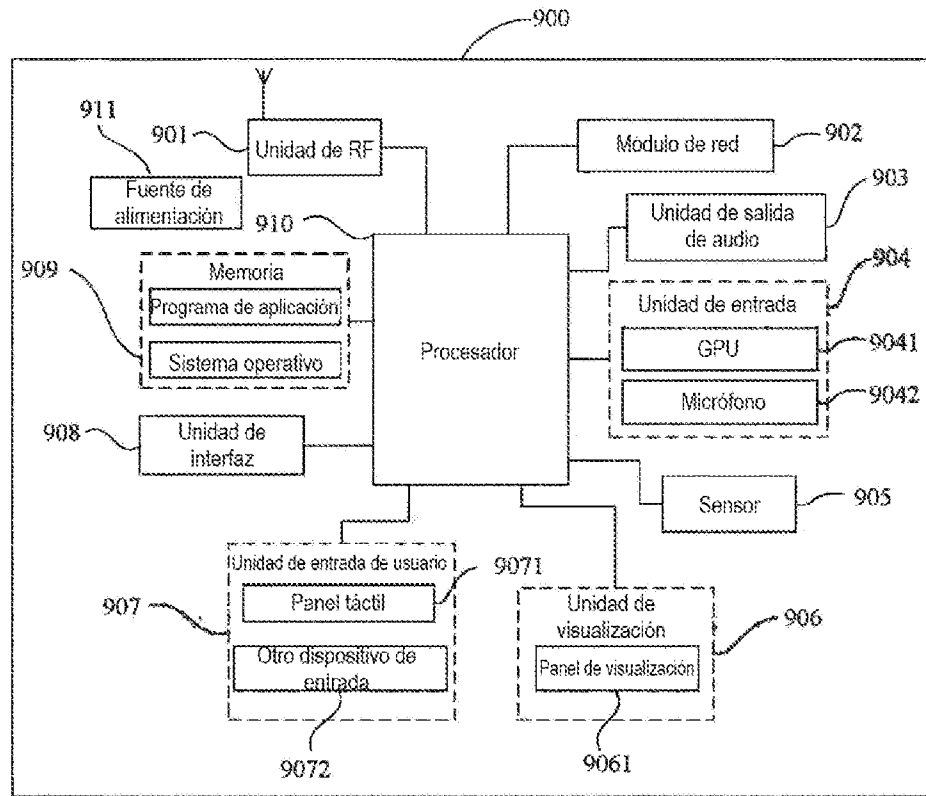 900
911
901
Unidad de RF
Módulo de red
902
Fuente de
alimentación
903
Unidad de salida
de audio
910
909
Memoria
Programa de aplicación
Sistema operativo
904
Unidad de entrada
GPU
9041
Micrófono
9042
Procesador
908
Unidad de
interfaz
Sensor
905
Unidad de entrada de usuario
9071
Panel táctil
907
Otro dispositivo de
entrada
9072
Unidad de
visualización
906
Panel de visualización
9061